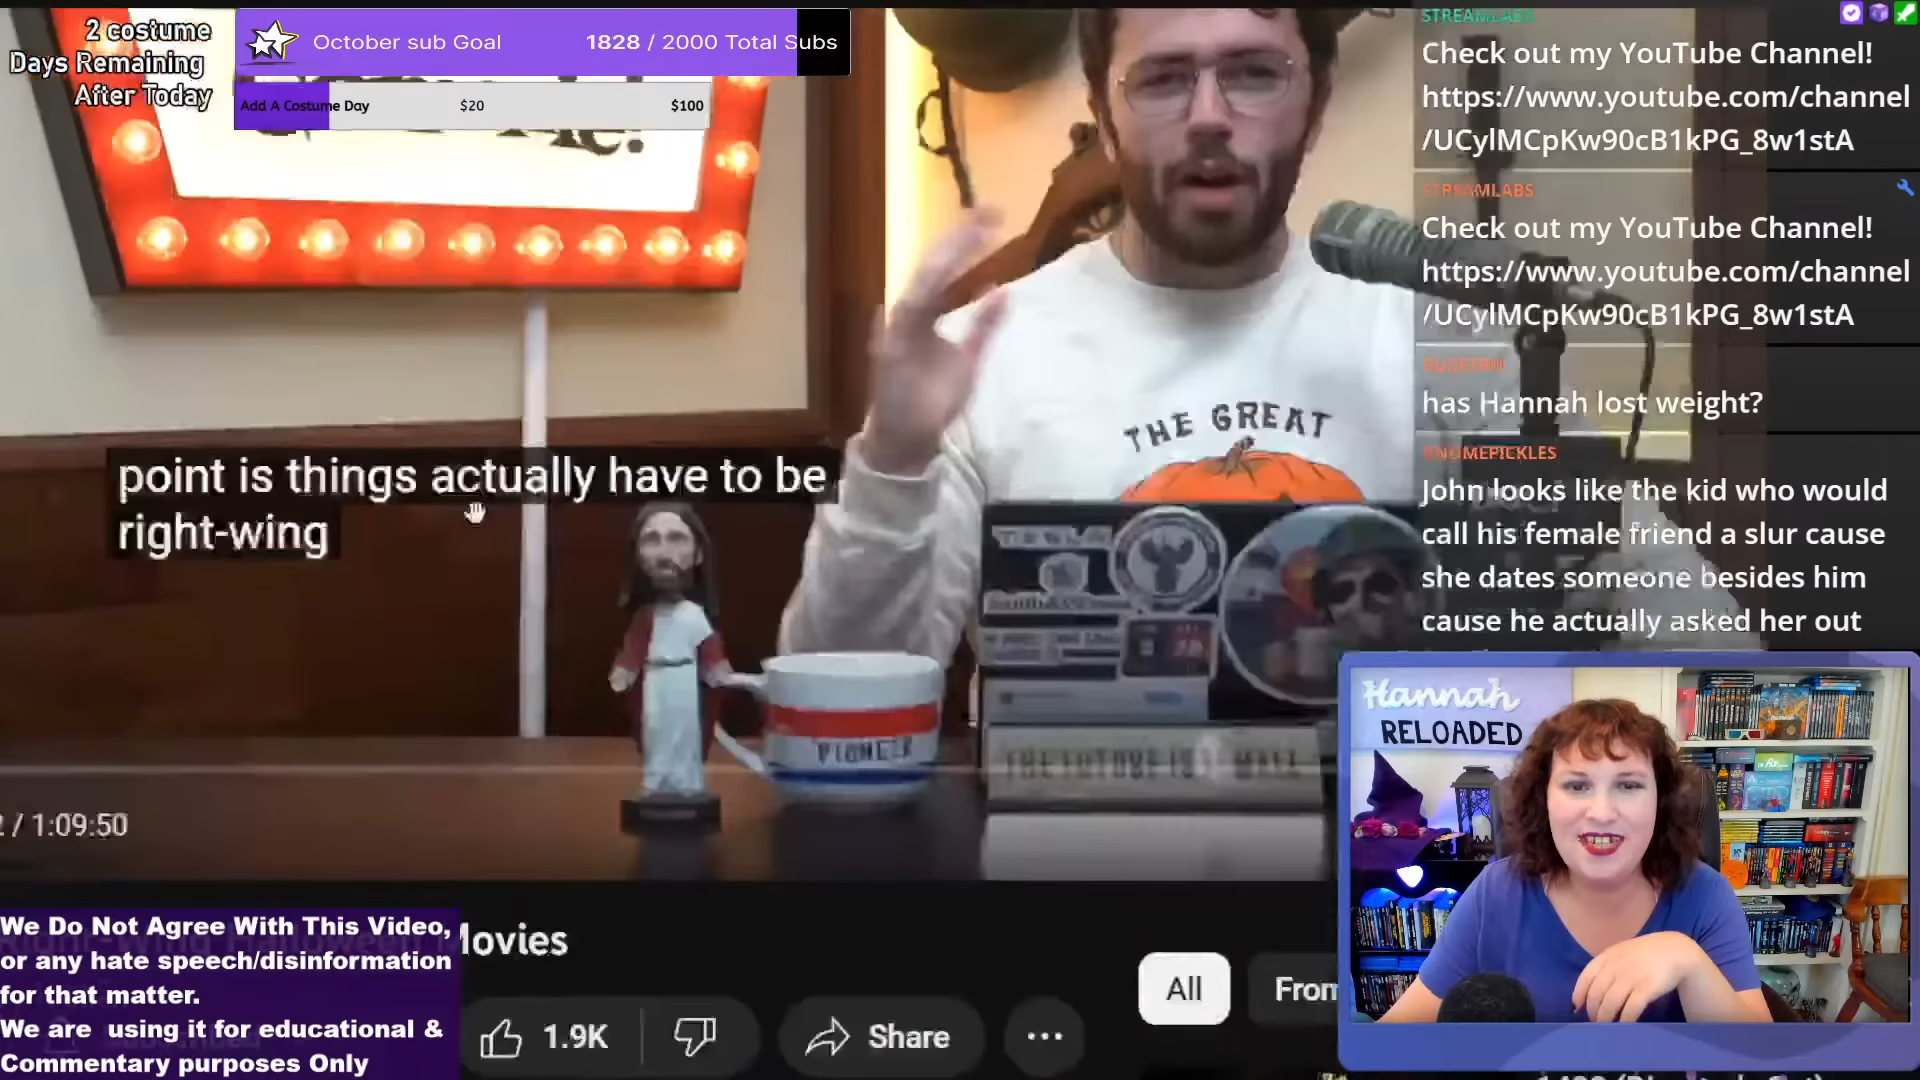 2 costume
Days Remaining
After Today
October sub Goal
1828 / 2000 Total Subs
Add A Costume Day
$20
$100
point is things actually have to be
right-wing
THE GREAT
PIONEER
/ 1:09:50
We Do Not Agree With This Video,
or any hate speech/disinformation
for that matter.
We are using it for educational &
Commentary purposes Only
Movies
1.9K
Share
All
From
STREAMLABS
Check out my YouTube Channel!
https://www.youtube.com/channel
/UCylMCpKw90cB1kPG_8w1stA
STREAMLABS
Check out my YouTube Channel!
https://www.youtube.com/channel
/UCylMCpKw90cB1kPG_8w1stA
has Hannah lost weight?
GNOMEPICKLES
John looks like the kid who would
call his female friend a slur cause
she dates someone besides him
cause he actually asked her out
Hannah
RELOADED